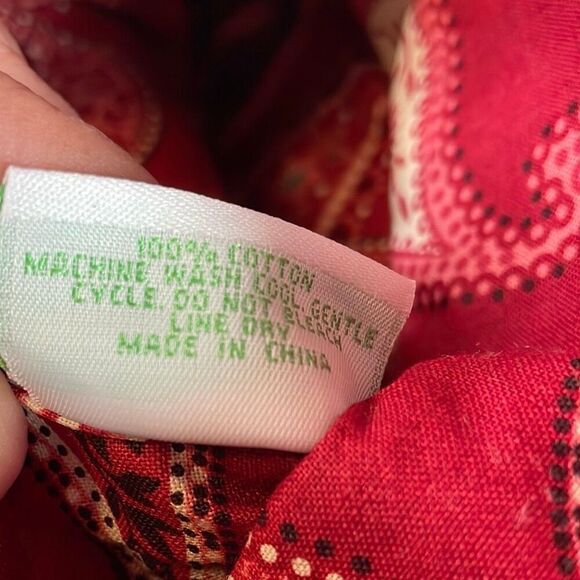 100% COTTON
MACHINE WASH COOL GENTLE
CYCLE. DO NOT BLEACH
LINE DRY
MADE IN CHINA